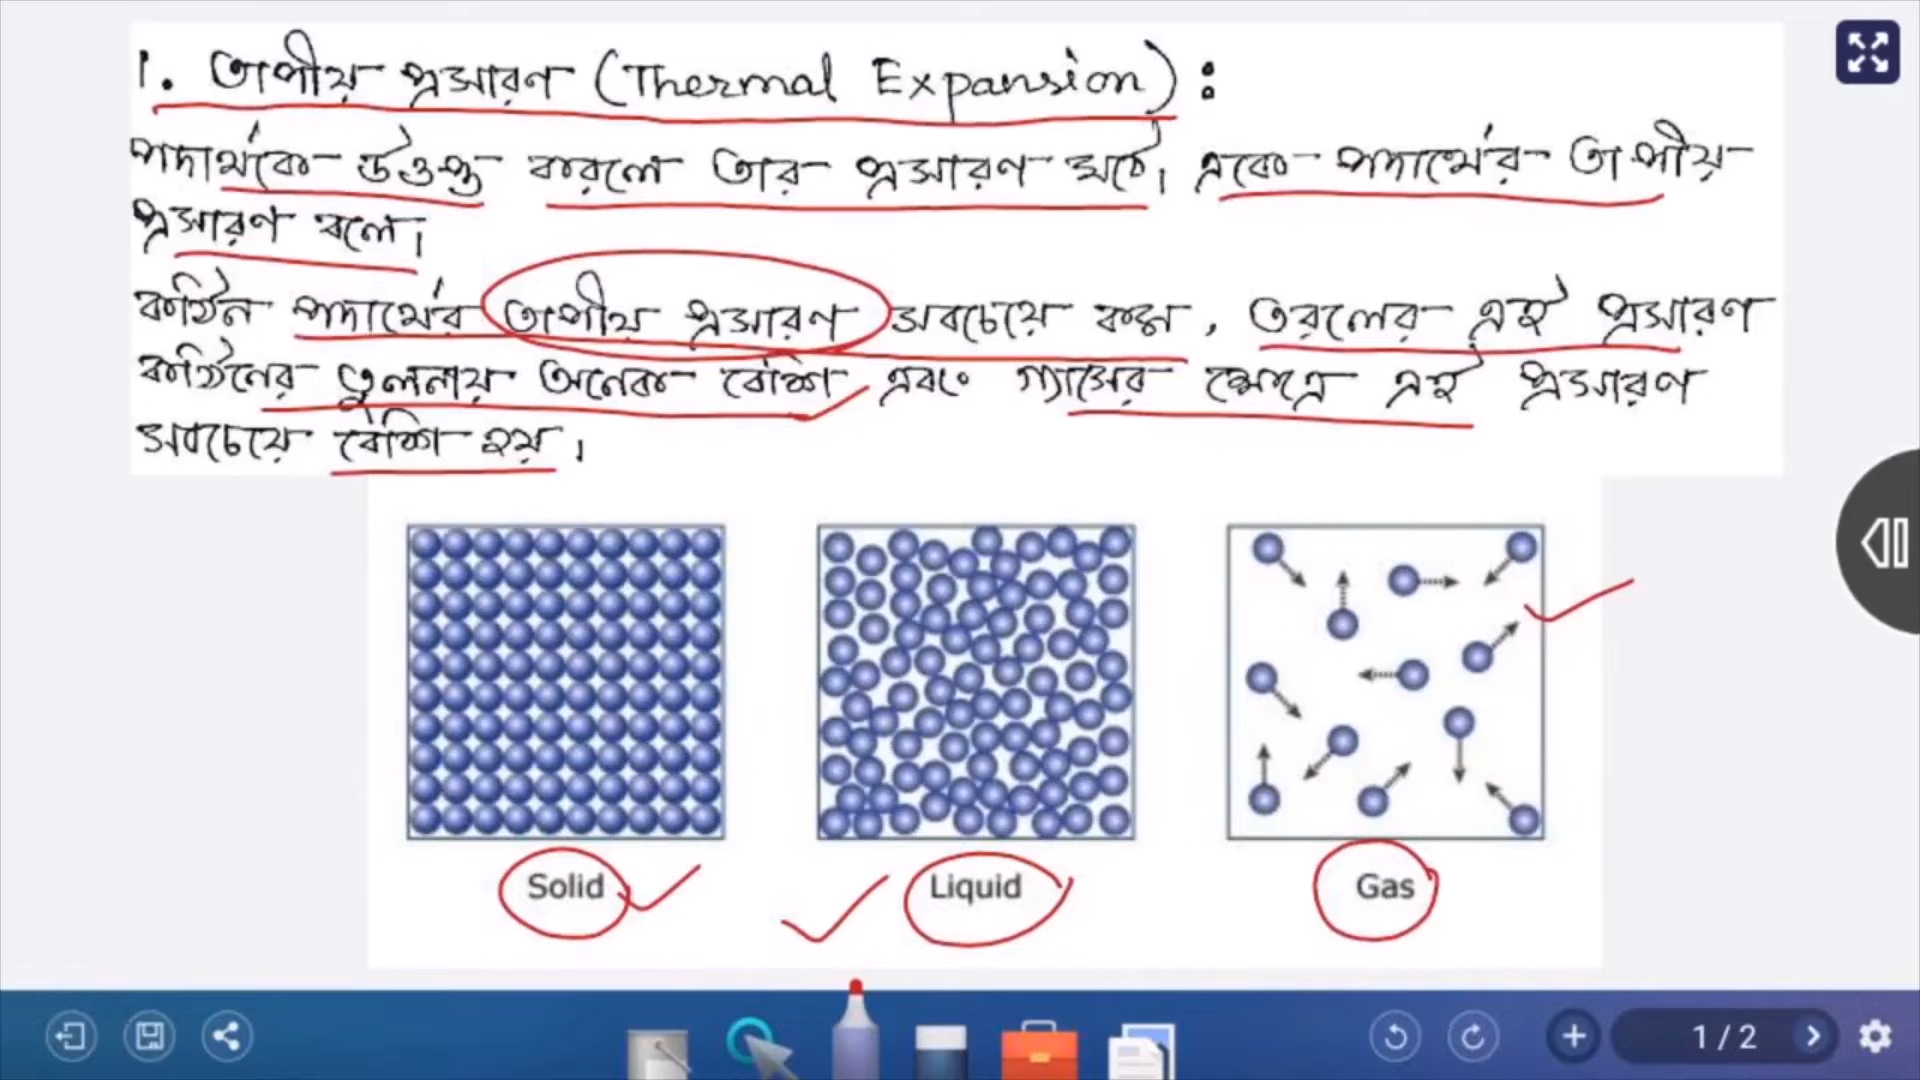 1. তাপীয় প্রসারণ (Thermal Expansion) :
পদার্থকে উত্তপ্ত করলে তার প্রসারণ ঘটে। একে পদার্থের তাপীয়
প্রসারণ বলে।
কঠিন পদার্থের তাপীয় প্রসারণ সবচেয়ে কম, তরলের এই প্রসারণ
কঠিনের তুলনায় অনেক বেশি এবং গ্যাসের ক্ষেত্রে এই প্রসারণ
সবচেয়ে বেশি হয়।
Solid Liquid Gas
1 / 2